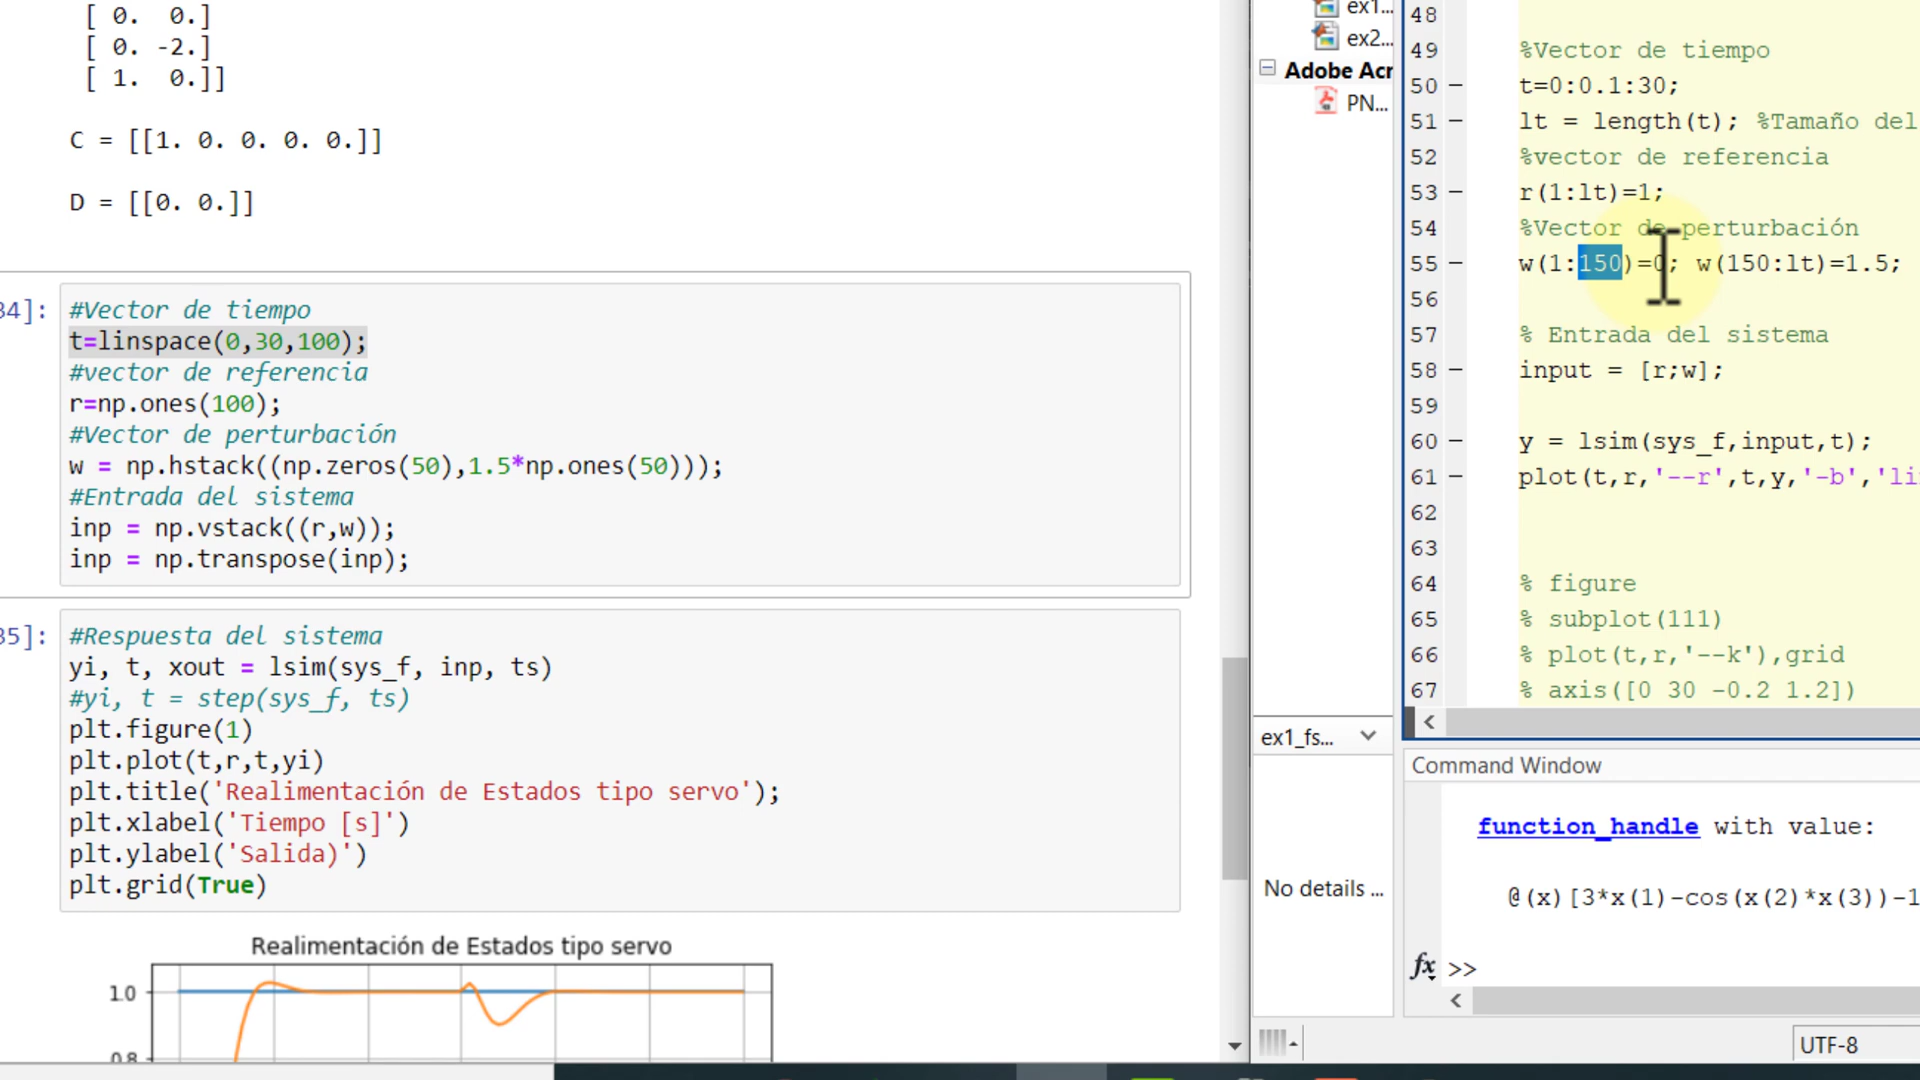 [ 0. 0.]
[ 0. -2.]
[ 1. 0.]]
C = [[1. 0. 0. 0. 0.]]
D = [[0. 0.]]
34]:
#Vector de tiempo
t=linspace(0,30,100);
#vector de referencia
r=np.ones(100);
#Vector de perturbación
w = np.hstack((np.zeros(50),1.5*np.ones(50)));
#Entrada del sistema
inp = np.vstack((r,w));
inp = np.transpose(inp);
35]:
#Respuesta del sistema
yi, t, xout = lsim(sys_f, inp, ts)
#yi, t = step(sys_f, ts)
plt.figure(1)
plt.plot(t,r,t,yi)
plt.title('Realimentación de Estados tipo servo');
plt.xlabel('Tiempo [s]')
plt.ylabel('Salida)')
plt.grid(True)
Realimentación de Estados tipo servo
1.0
0.8
ex1...
ex2...
Adobe Acr
PN...
ex1_fs...
No details ...
48
49 %Vector de tiempo
50 t=0:0.1:30;
51 lt = length(t); %Tamaño del
52 %vector de referencia
53 r(1:lt)=1;
54 %Vector de perturbación
55 w(1:150)=0; w(150:lt)=1.5;
56
57 % Entrada del sistema
58 input = [r;w];
59
60 y = lsim(sys_f,input,t);
61 plot(t,r,'--r',t,y,'-b','li
62
63
64 % figure
65 % subplot(111)
66 % plot(t,r,'--k'),grid
67 % axis([0 30 -0.2 1.2])
Command Window
function_handle with value:
@(x)[3*x(1)-cos(x(2)*x(3))-1
fx >>
UTF-8